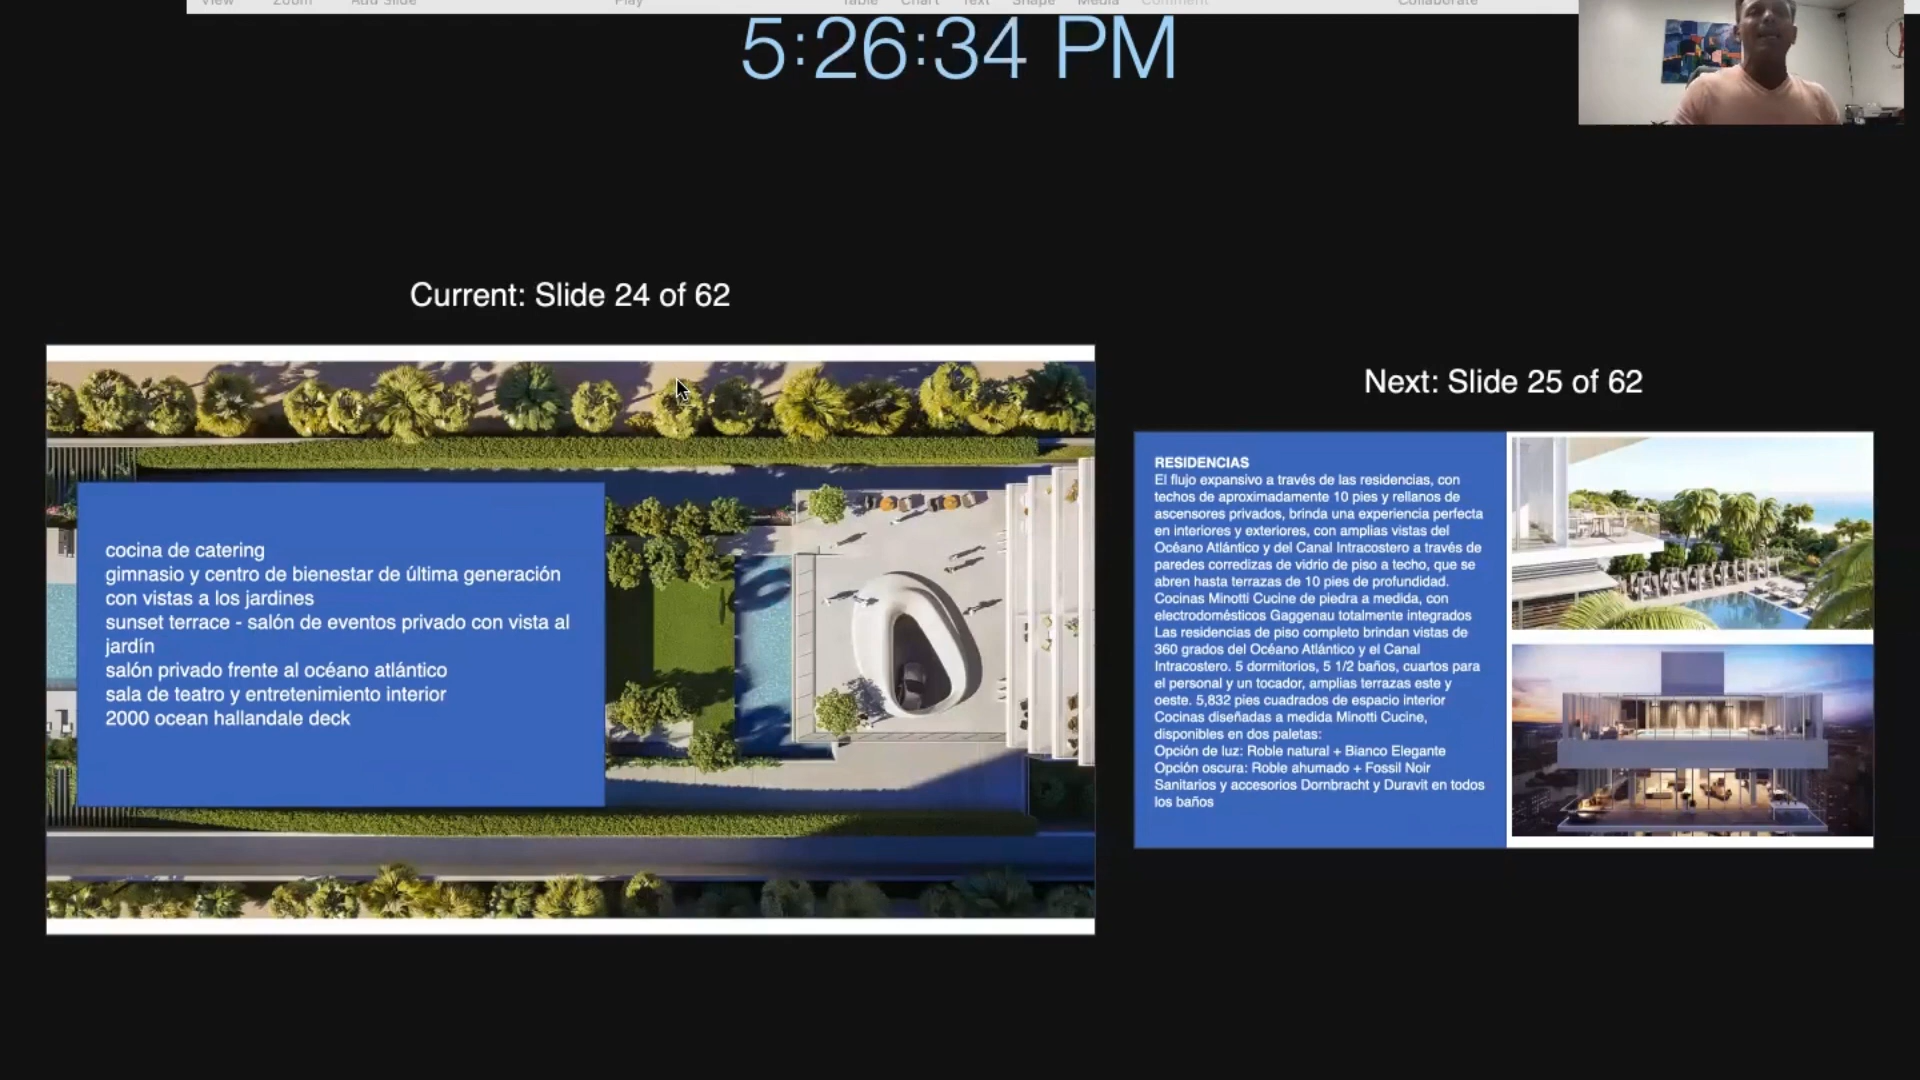 View Zoom Add Slide Play Table Chart Text Shape Media Comment Collaborate
5:26:34 PM
Current: Slide 24 of 62
cocina de catering
gimnasio y centro de bienestar de última generación
con vistas a los jardines
sunset terrace - salón de eventos privado con vista al
jardín
salón privado frente al océano atlántico
sala de teatro y entretenimiento interior
2000 ocean hallandale deck
Next: Slide 25 of 62
RESIDENCIAS
El flujo expansivo a través de las residencias, con
techos de aproximadamente 10 pies y rellanos de
ascensores privados, brinda una experiencia perfecta
en interiores y exteriores, con amplias vistas del
Océano Atlántico y del Canal Intracostero a través de
paredes corredizas de vidrio de piso a techo, que se
abren hasta terrazas de 10 pies de profundidad.
Cocinas Minotti Cucine de piedra a medida, con
electrodomésticos Gaggenau totalmente integrados
Las residencias de piso completo brindan vistas de
360 grados del Océano Atlántico y el Canal
Intracostero. 5 dormitorios, 5 1/2 baños, cuartos para
el personal y un tocador, amplias terrazas este y
oeste. 5,832 pies cuadrados de espacio interior
Cocinas diseñadas a medida Minotti Cucine,
disponibles en dos paletas:
Opción de luz: Roble natural + Bianco Elegante
Opción oscura: Roble ahumado + Fossil Noir
Sanitarios y accesorios Dornbracht y Duravit en todos
los baños